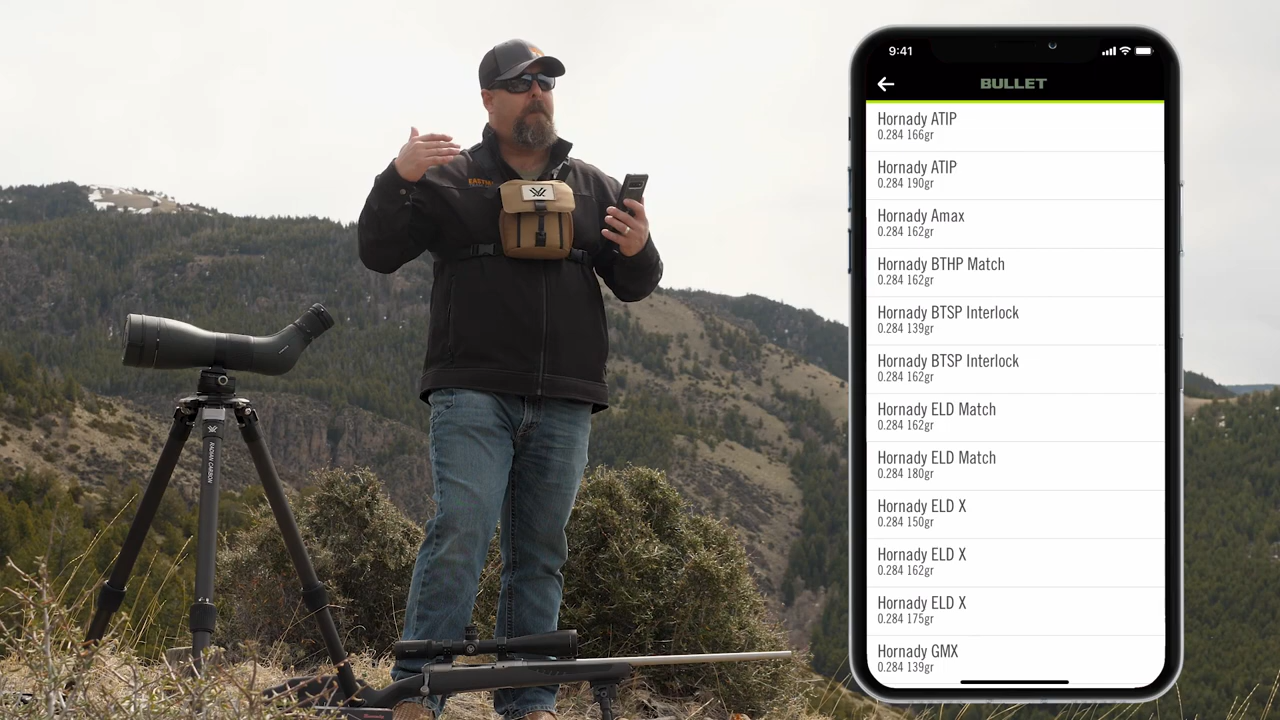 EASTM
RADIAN CARBON
9:41
BULLET
Hornady ATIP
0.284 166gr
Hornady ATIP
0.284 190gr
Hornady Amax
0.284 162gr
Hornady BTHP Match
0.284 162gr
Hornady BTSP Interlock
0.284 139gr
Hornady BTSP Interlock
0.284 162gr
Hornady ELD Match
0.284 162gr
Hornady ELD Match
0.284 180gr
Hornady ELD X
0.284 150gr
Hornady ELD X
0.284 162gr
Hornady ELD X
0.284 175gr
Hornady GMX
0.284 139gr